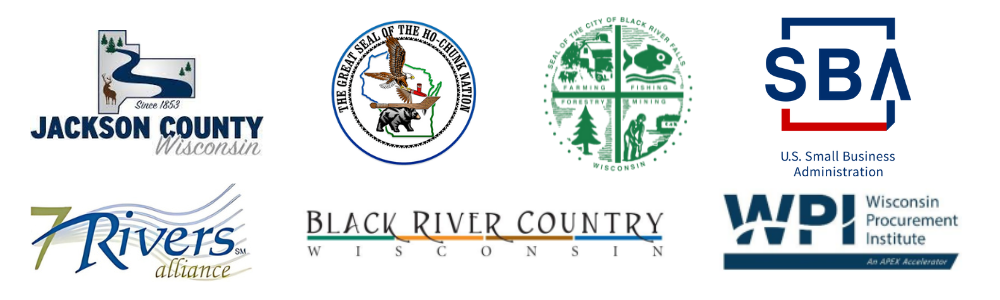 Since 1853
JACKSON COUNTY
Wisconsin
THE GREAT SEAL OF THE HO-CHUNK NATION
SEAL OF THE CITY OF BLACK RIVER FALLS
FARMING FISHING
FORESTRY MINING
WISCONSIN
SBA
U.S. Small Business
Administration
7 Rivers SM
alliance
BLACK RIVER COUNTRY
WISCONSIN
WPI
Wisconsin
Procurement
Institute
An APEX Accelerator